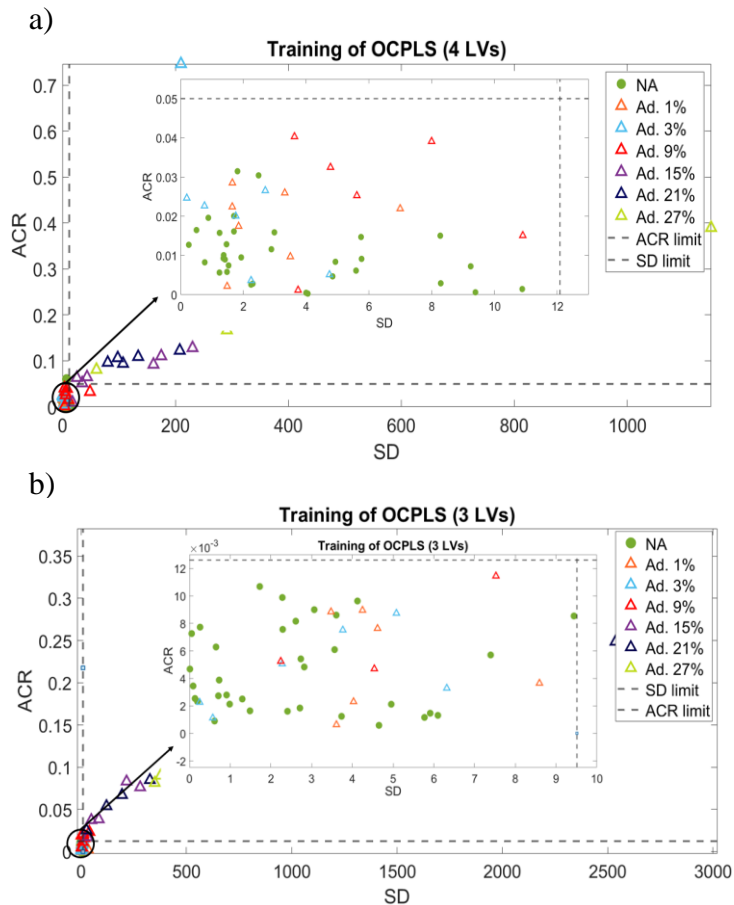 a)
Training of OCPLS (4 LVs)
ACR
0.7
0.6
0.5
0.4
0.3
0.2
0.1
0
0 200 400 600 800 1000
SD
ACR
0.05
0.04
0.03
0.02
0.01
0
0 2 4 6 8 10 12
SD
NA
Ad. 1%
Ad. 3%
Ad. 9%
Ad. 15%
Ad. 21%
Ad. 27%
ACR limit
SD limit
b)
Training of OCPLS (3 LVs)
ACR
0.35
0.3
0.25
0.2
0.15
0.1
0.05
0
0 500 1000 1500 2000 2500 3000
SD
×10⁻³
Training of OCPLS (3 LVs)
ACR
12
10
8
6
4
2
0
-2
0 1 2 3 4 5 6 7 8 9 10
SD
NA
Ad. 1%
Ad. 3%
Ad. 9%
Ad. 15%
Ad. 21%
Ad. 27%
SD limit
ACR limit